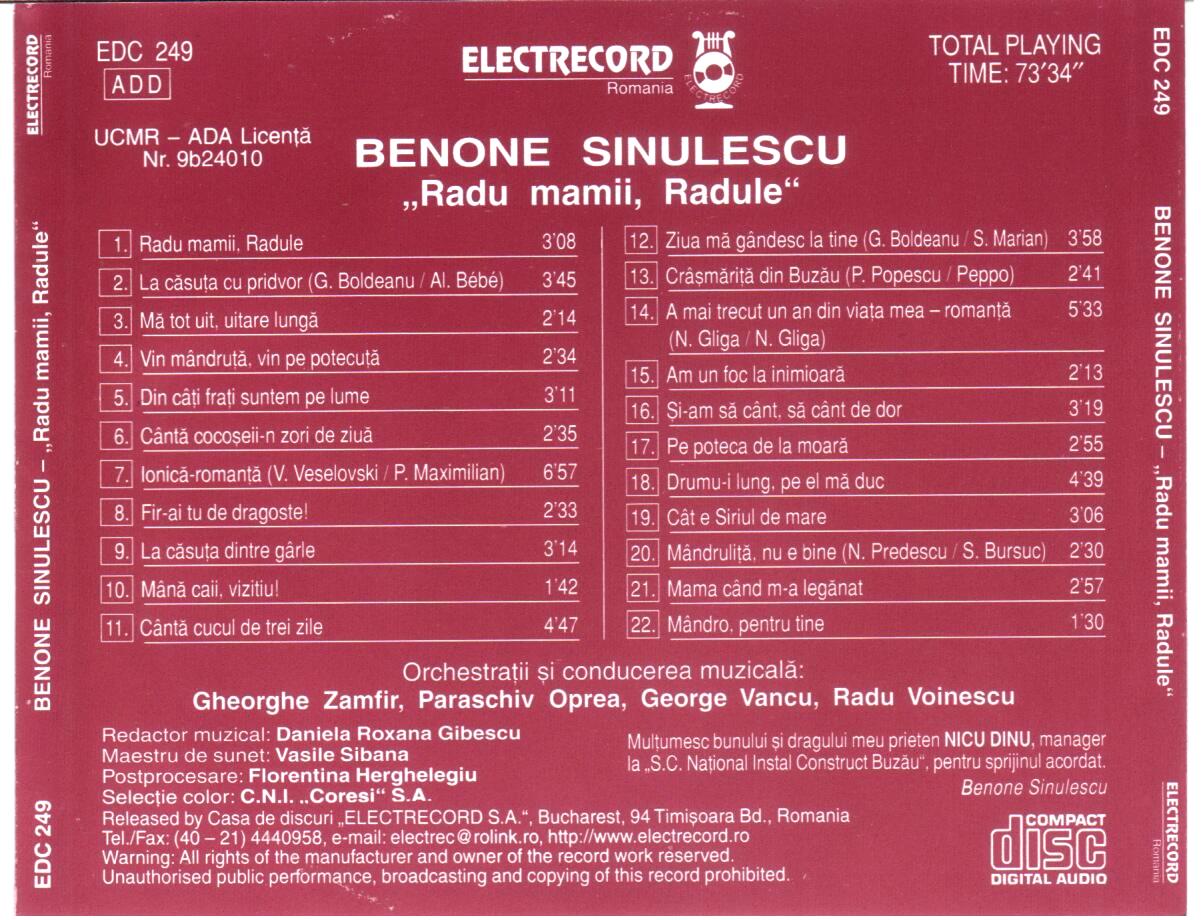 ELECTRECORD
Romania
BENONE SINULESCU – „Radu mamii, Radule“
EDC 249
EDC 249
ADD
ELECTRECORD
Romania
ELECTRECORD
TOTAL PLAYING
TIME: 73’34”
UCMR – ADA Licență
Nr. 9b24010
BENONE SINULESCU
„Radu mamii, Radule“
1. Radu mamii, Radule 3’08
2. La căsuța cu pridvor (G. Boldeanu / Al. Bébé) 3’45
3. Mă tot uit, uitare lungă 2’14
4. Vin mândruță, vin pe potecuță 2’34
5. Din câți frați suntem pe lume 3’11
6. Cântă cocoșeii-n zori de ziuă 2’35
7. Ionică-romanță (V. Veselovski / P. Maximilian) 6’57
8. Fir-ai tu de dragoste! 2’33
9. La căsuța dintre gârle 3’14
10. Mână caii, vizitiu! 1’42
11. Cântă cucul de trei zile 4’47
12. Ziua mă gândesc la tine (G. Boldeanu / S. Marian) 3’58
13. Crâșmăriță din Buzău (P. Popescu / Peppo) 2’41
14. A mai trecut un an din viața mea – romanță 5’33
(N. Gliga / N. Gliga)
15. Am un foc la inimioară 2’13
16. Și-am să cânt, să cânt de dor 3’19
17. Pe poteca de la moară 2’55
18. Drumu-i lung, pe el mă duc 4’39
19. Cât e Siriul de mare 3’06
20. Mândruliță, nu e bine (N. Predescu / S. Bursuc) 2’30
21. Mama când m-a legănat 2’57
22. Mândro, pentru tine 1’30
Orchestrații și conducerea muzicală:
Gheorghe Zamfir, Paraschiv Oprea, George Vancu, Radu Voinescu
Redactor muzical: Daniela Roxana Gibescu
Maestru de sunet: Vasile Sibana
Postprocesare: Florentina Herghelegiu
Selecție color: C.N.I. „Coresi“ S.A.
Mulțumesc bunului și dragului meu prieten NICU DINU, manager
la „S.C. Național Instal Construct Buzău“, pentru sprijinul acordat.
Benone Sinulescu
Released by Casa de discuri „ELECTRECORD S.A.“, Bucharest, 94 Timișoara Bd., Romania
Tel./Fax: (40 – 21) 4440958, e-mail: electrec@rolink.ro, http://www.electrecord.ro
Warning: All rights of the manufacturer and owner of the record work reserved.
Unauthorised public performance, broadcasting and copying of this record prohibited.
COMPACT
disc
DIGITAL AUDIO
EDC 249
BENONE SINULESCU – „Radu mamii, Radule“
ELECTRECORD
Romania